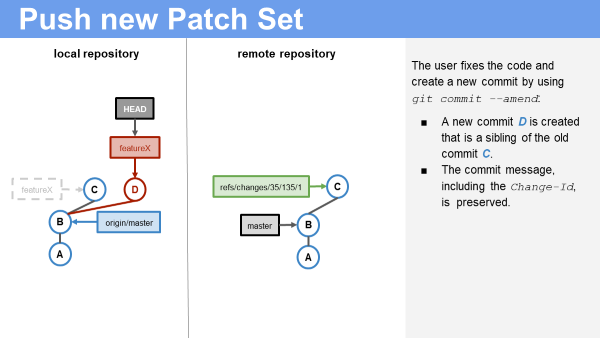 Push new Patch Set
local repository
remote repository
HEAD
featureX
featureX
C
D
B
origin/master
A
refs/changes/35/135/1
C
master
B
A
The user fixes the code and
create a new commit by using
git commit --amend:
■ A new commit D is created
that is a sibling of the old
commit C.
■ The commit message,
including the Change-Id,
is preserved.